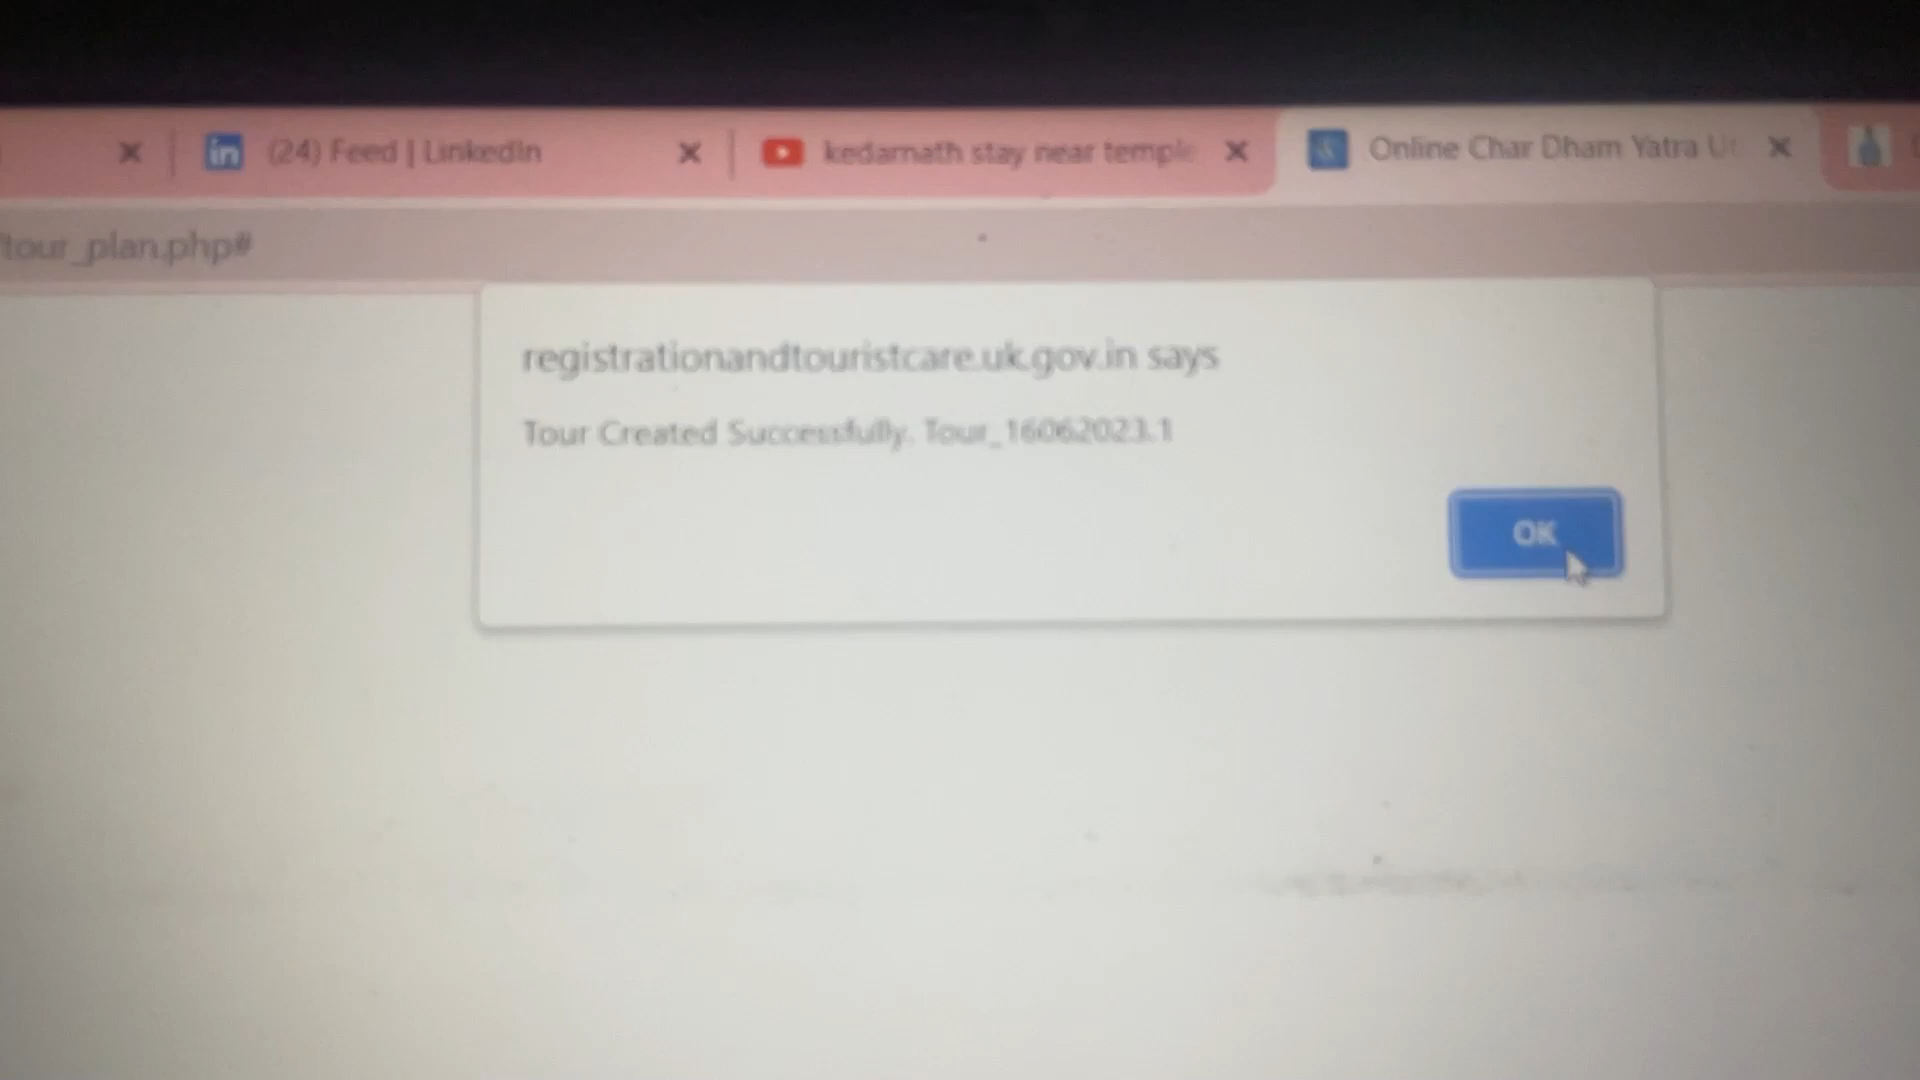 (24) Feed | LinkedIn
kedarnath stay near temple
Online Char Dham Yatra
tour_plan.php#
registrationandtouristcare.uk.gov.in says
Tour Created Successfully. Tour_16062023.1
OK